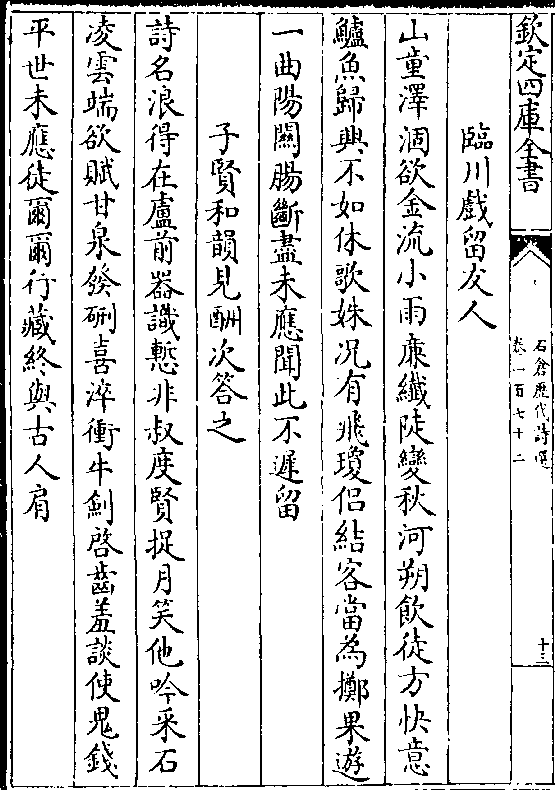 欽定四庫全書
石倉歷代詩選
卷一百七十二
十三
臨川戲留友人
山童澤涸欲金流小雨廉纖陡變秋河朔飲徒方快意
鱸魚歸興不如休歌姝况有飛瓊侣結客當為擲果遊
一曲陽關腸斷盡未應聞此不遲留
子賢和韻見酬次答之
詩名浪得在廬前器識慙非叔度賢捉月笑他吟采石
凌雲端欲賦甘泉發硎喜淬衝牛劍啓齒羞談使鬼錢
平世未應徒爾爾行藏終與古人肩